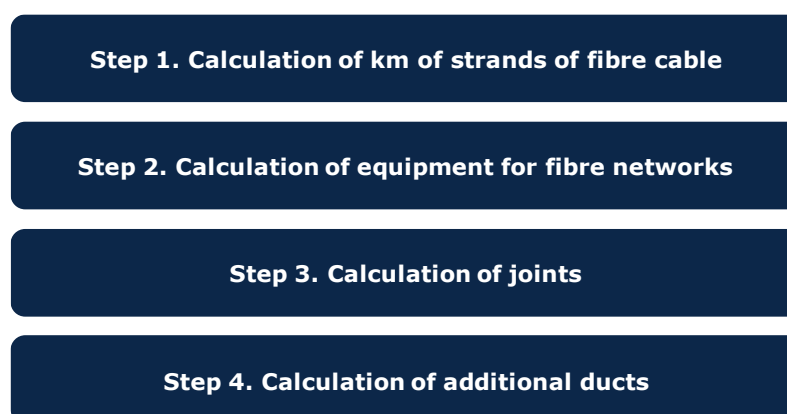 Step 1. Calculation of km of strands of fibre cable
Step 2. Calculation of equipment for fibre networks
Step 3. Calculation of joints
Step 4. Calculation of additional ducts